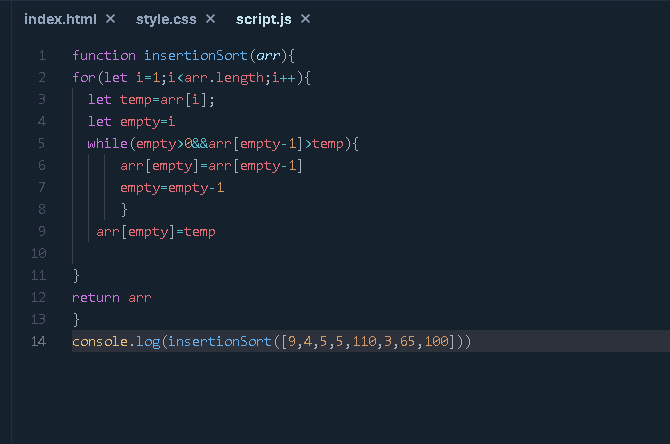 index.html × style.css × script.js ×
1 function insertionSort(arr){
2 for(let i=1;i<arr.length;i++){
3 let temp=arr[i];
4 let empty=i
5 while(empty>0&&arr[empty-1]>temp){
6 arr[empty]=arr[empty-1]
7 empty=empty-1
8 }
9 arr[empty]=temp
10
11 }
12 return arr
13 }
14 console.log(insertionSort([9,4,5,5,110,3,65,100]))